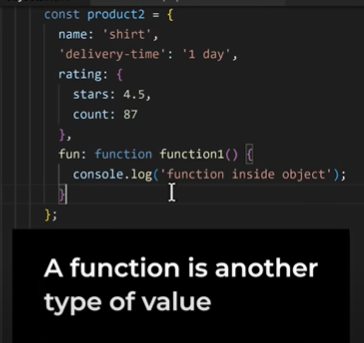 const product2 = {
name: 'shirt',
'delivery-time': '1 day',
rating: {
stars: 4.5,
count: 87
},
fun: function function1() {
console.log('function inside object');
}
};
A function is another
type of value